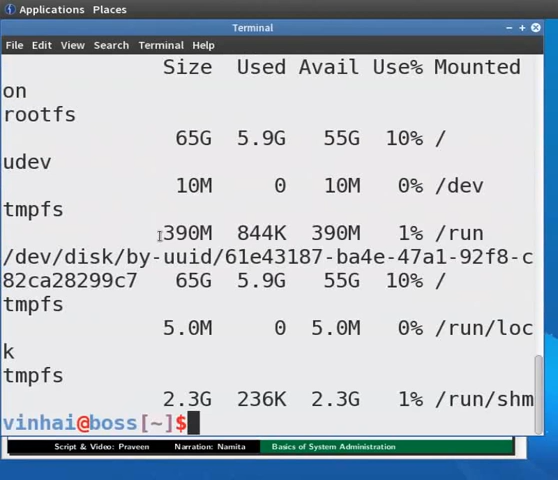 Applications Places
Terminal
File Edit View Search Terminal Help
Size Used Avail Use% Mounted
on
rootfs
65G 5.9G 55G 10% /
udev
10M 0 10M 0% /dev
tmpfs
390M 844K 390M 1% /run
/dev/disk/by-uuid/61e43187-ba4e-47a1-92f8-c
82ca28299c7 65G 5.9G 55G 10% /
tmpfs
5.0M 0 5.0M 0% /run/loc
k
tmpfs
2.3G 236K 2.3G 1% /run/shm
vinhai@boss[~]$
Script & Video: Praveen Narration: Namita Basics of System Administration